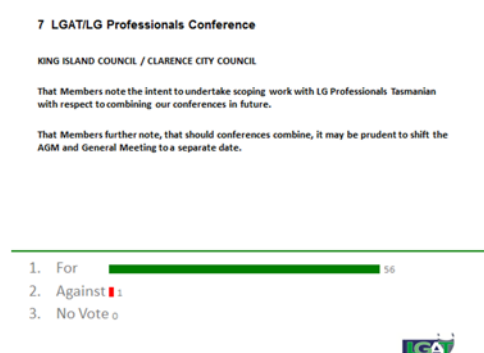 7 LGAT/LG Professionals Conference
KING ISLAND COUNCIL / CLARENCE CITY COUNCIL
That Members note the intent to undertake scoping work with LG Professionals Tasmanian
with respect to combining our conferences in future.
That Members further note, that should conferences combine, it may be prudent to shift the
AGM and General Meeting to a separate date.
1. For 56
2. Against 1
3. No Vote 0
LGAT